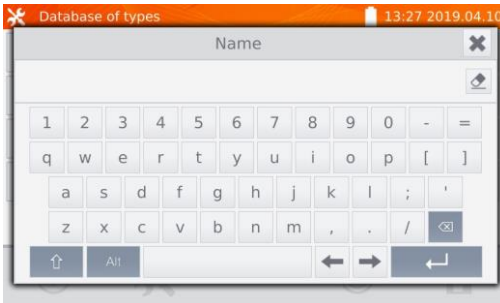 Database of types 13:27 2019.04.10
Name
1 2 3 4 5 6 7 8 9 0 - =
q w e r t y u i o p [ ]
a s d f g h j k l ; '
z x c v b n m , . /
Alt